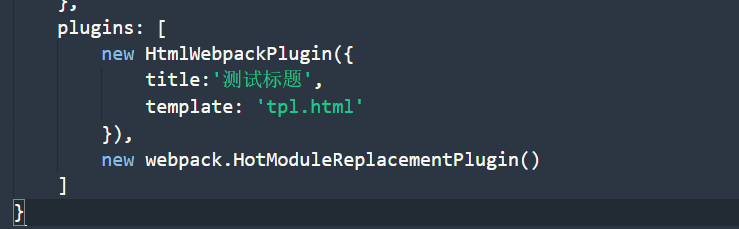 },
plugins: [
new HtmlWebpackPlugin({
title:'测试标题',
template: 'tpl.html'
}),
new webpack.HotModuleReplacementPlugin()
]
}